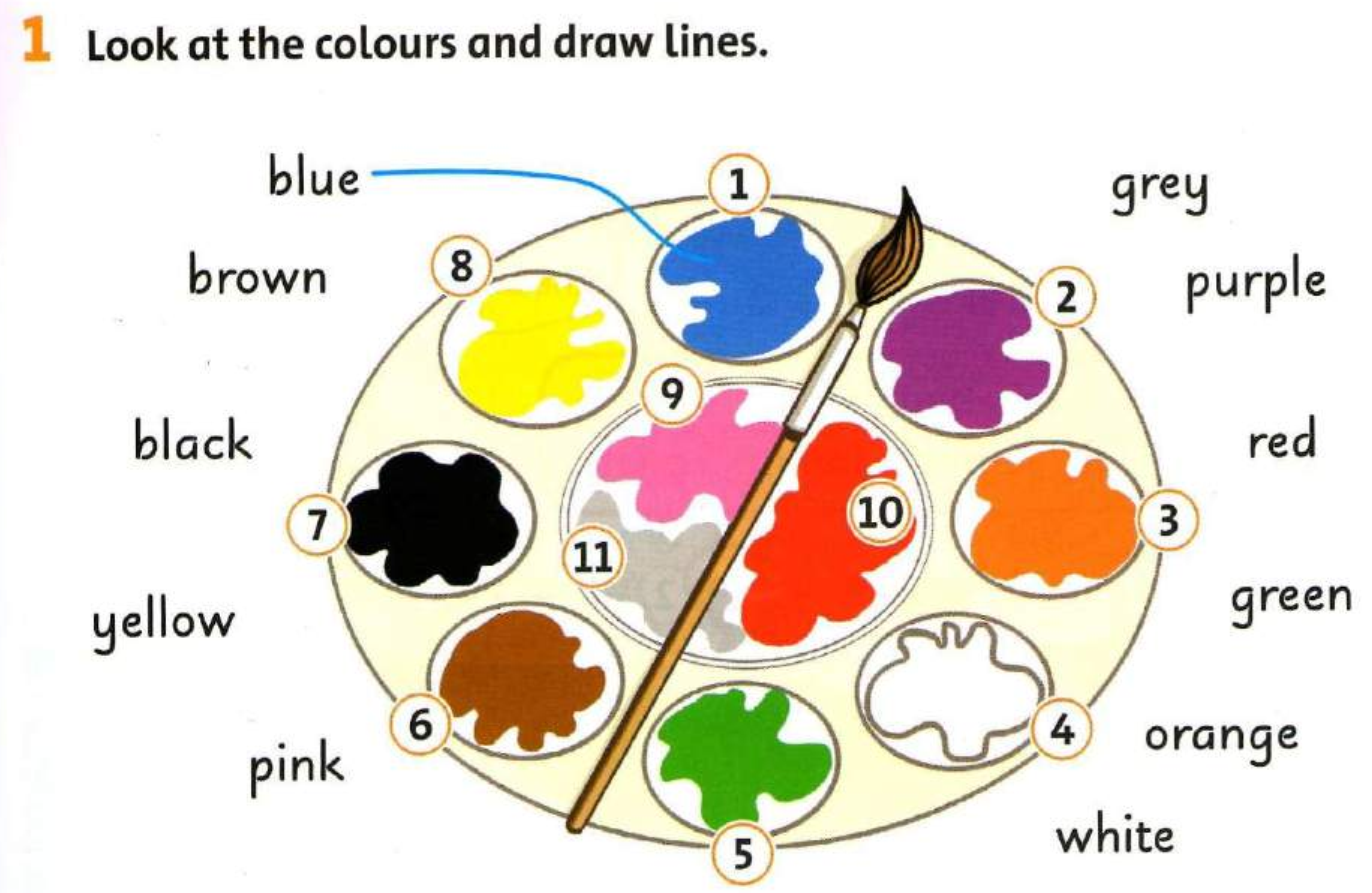 1 Look at the colours and draw lines.
blue
1
grey
8
brown
2
purple
9
black
red
7
10
3
11
yellow
green
6
4
orange
pink
5
white